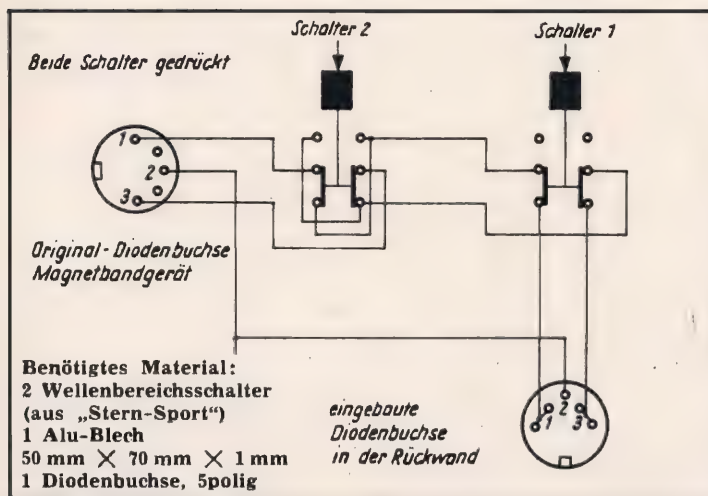 Schalter 2
Schalter 1
Beide Schalter gedrückt
1
2
3
Original-Diodenbuchse
Magnetbandgerät
Benötigtes Material:
2 Wellenbereichsschalter
(aus „Stern-Sport“)
1 Alu-Blech
50 mm × 70 mm × 1 mm
1 Diodenbuchse, 5polig
eingebaute
Diodenbuchse
in der Rückwand
1
2
3